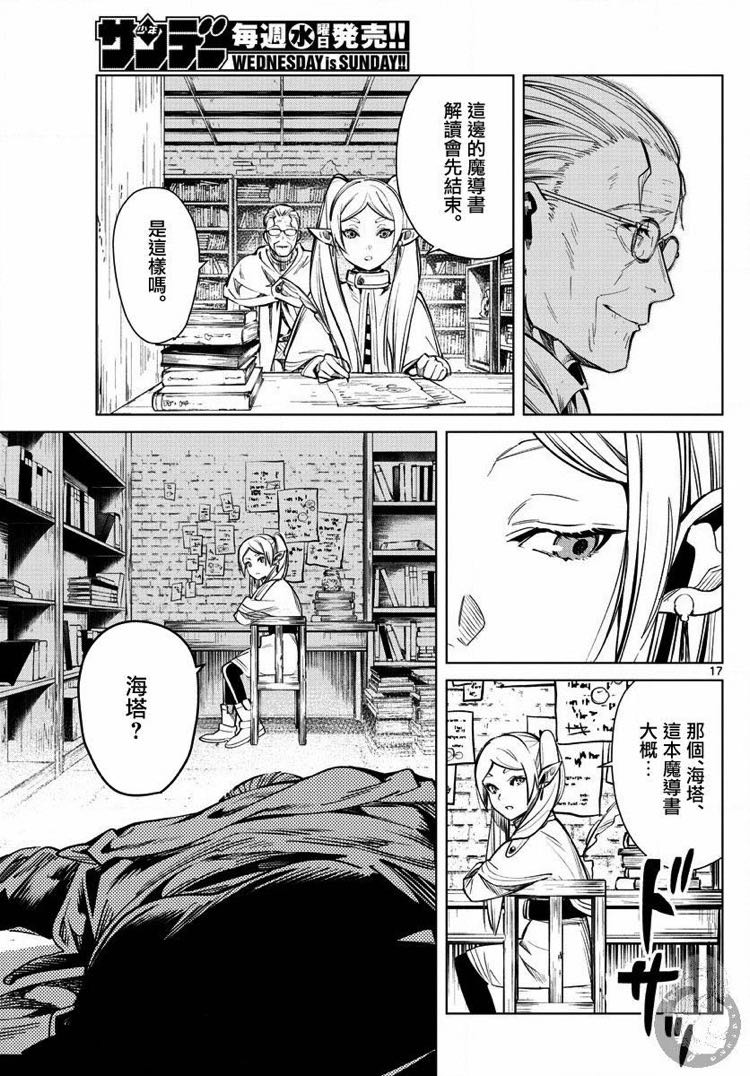 少年サンデー 毎週水曜日発売!!
WEDNESDAY is SUNDAY!!
這邊的魔導書
解讀會先結束。
是這樣嗎。
17
那個、海塔、
這本魔導書
大概…
ドサッ
海塔?